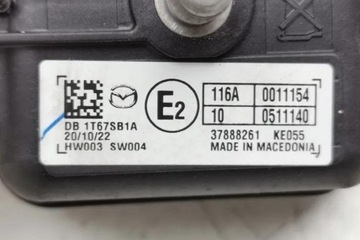 E2
116A 0011154
10 0511140
DB 1T67SB1A
20/10/22
HW003 SW004
37888261 KE055
MADE IN MACEDONIA